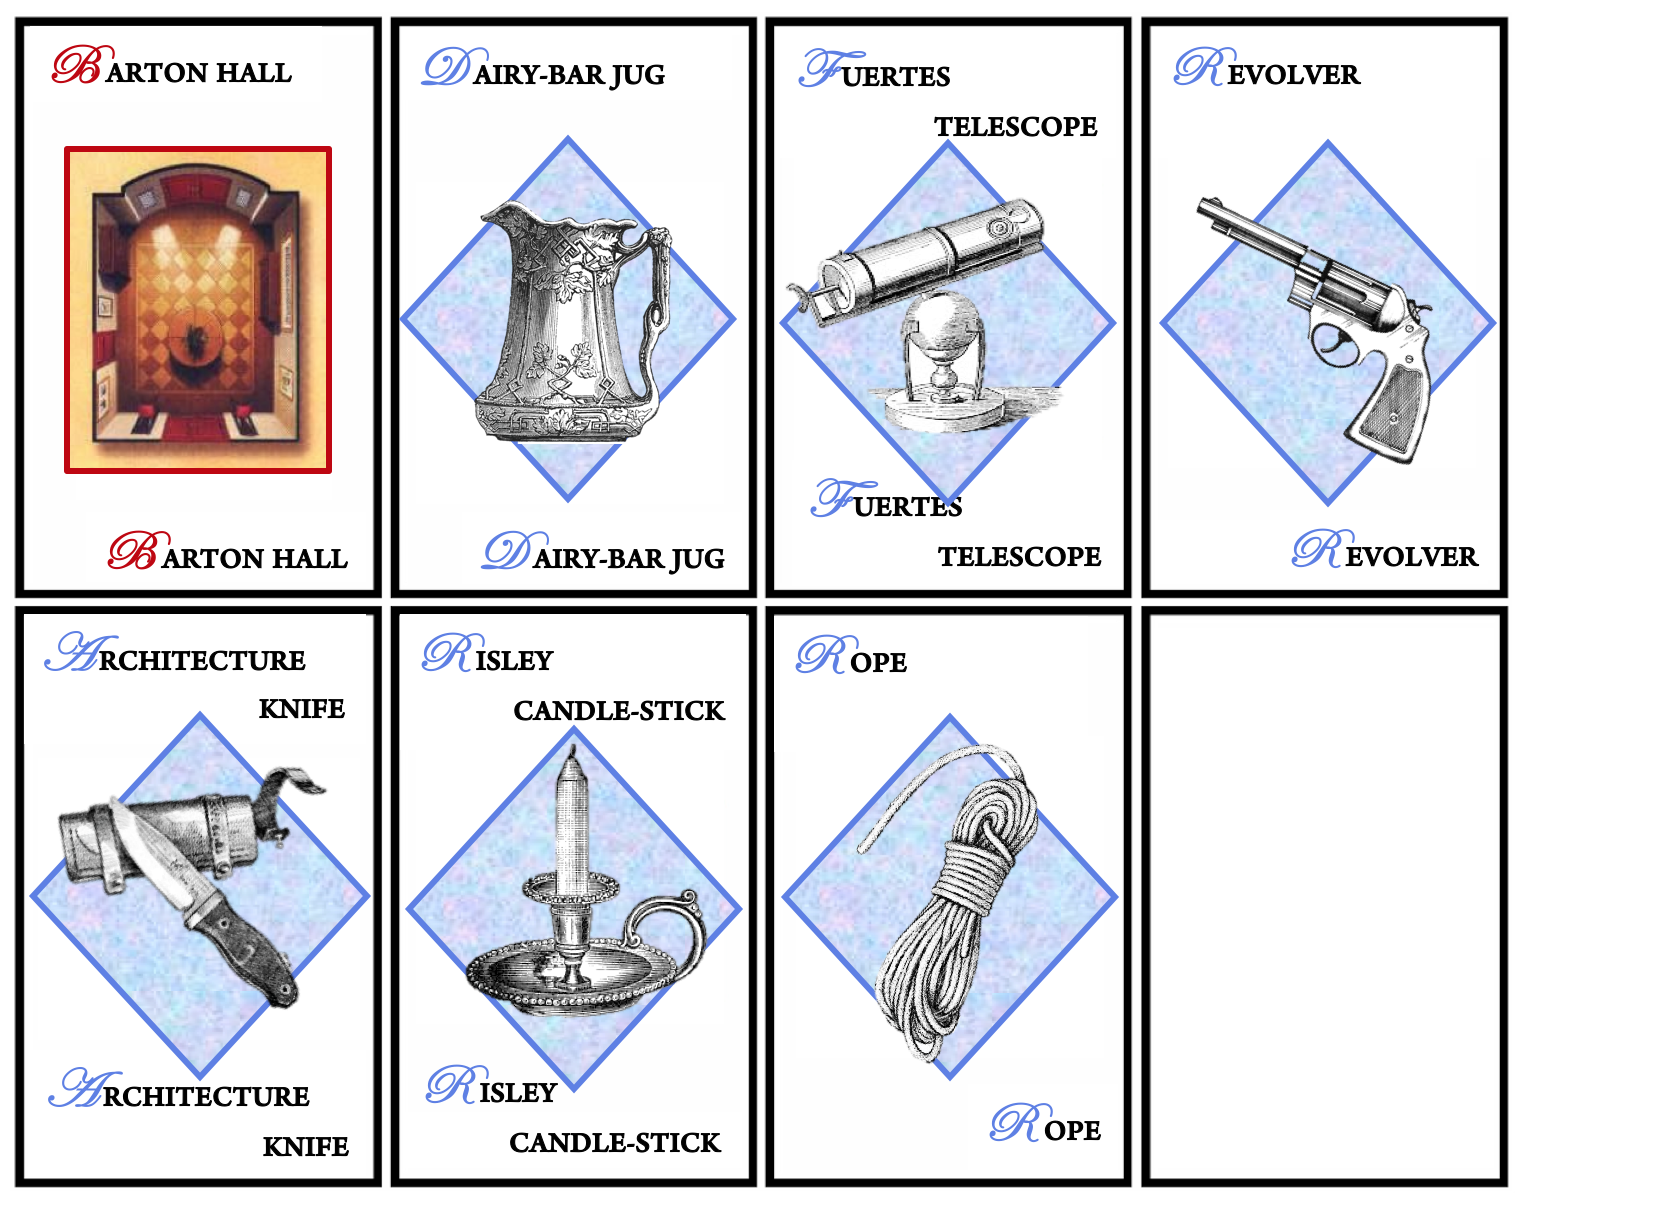 BARTON HALL
BARTON HALL
DAIRY-BAR JUG
DAIRY-BAR JUG
FUERTES
TELESCOPE
FUERTES
TELESCOPE
REVOLVER
REVOLVER
ARCHITECTURE
KNIFE
ARCHITECTURE
KNIFE
RISLEY
CANDLE-STICK
RISLEY
CANDLE-STICK
ROPE
ROPE